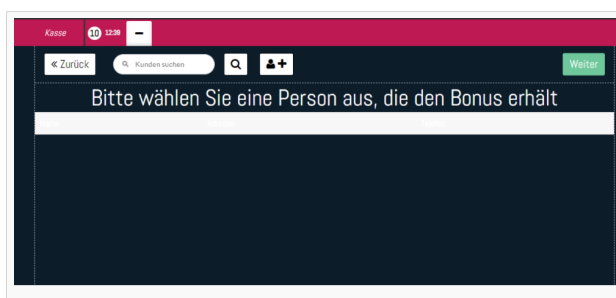 Kasse 10 12:39
« Zurück Kunden suchen Weiter
Bitte wählen Sie eine Person aus, die den Bonus erhält